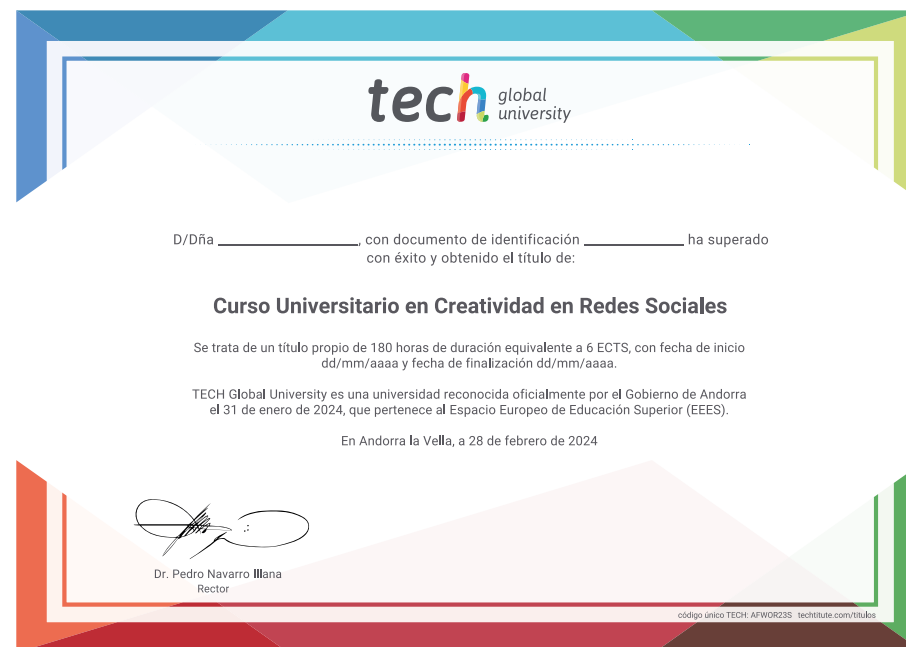 tech global university
D/Dña ____________________, con documento de identificación ______________ ha superado
con éxito y obtenido el título de:
Curso Universitario en Creatividad en Redes Sociales
Se trata de un título propio de 180 horas de duración equivalente a 6 ECTS, con fecha de inicio
dd/mm/aaaa y fecha de finalización dd/mm/aaaa.
TECH Global University es una universidad reconocida oficialmente por el Gobierno de Andorra
el 31 de enero de 2024, que pertenece al Espacio Europeo de Educación Superior (EEES).
En Andorra la Vella, a 28 de febrero de 2024
Dr. Pedro Navarro Illana
Rector
código único TECH: AFWOR23S techtitute.com/titulos